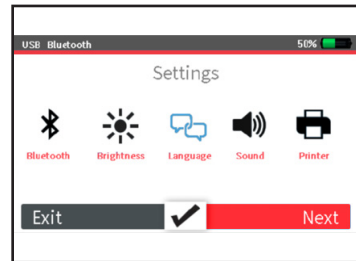 USB Bluetooth 50%
Settings
Bluetooth Brightness Language Sound Printer
Exit Next